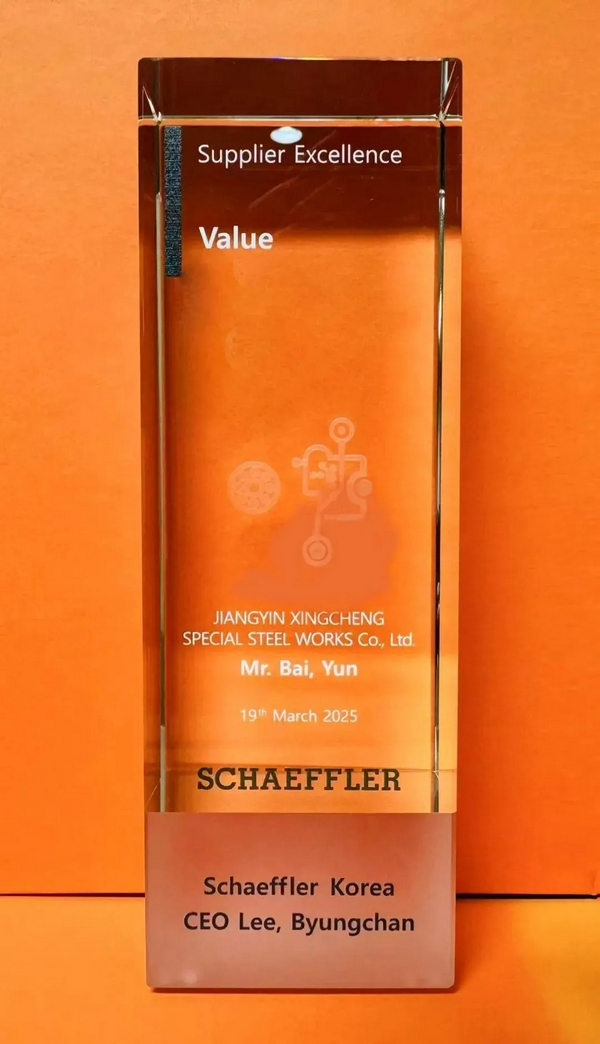 Supplier Excellence
Value
JIANGYIN XINGCHENG
SPECIAL STEEL WORKS Co., Ltd.
Mr. Bai, Yun
19th March 2025
SCHAEFFLER
Schaeffler Korea
CEO Lee, Byungchan